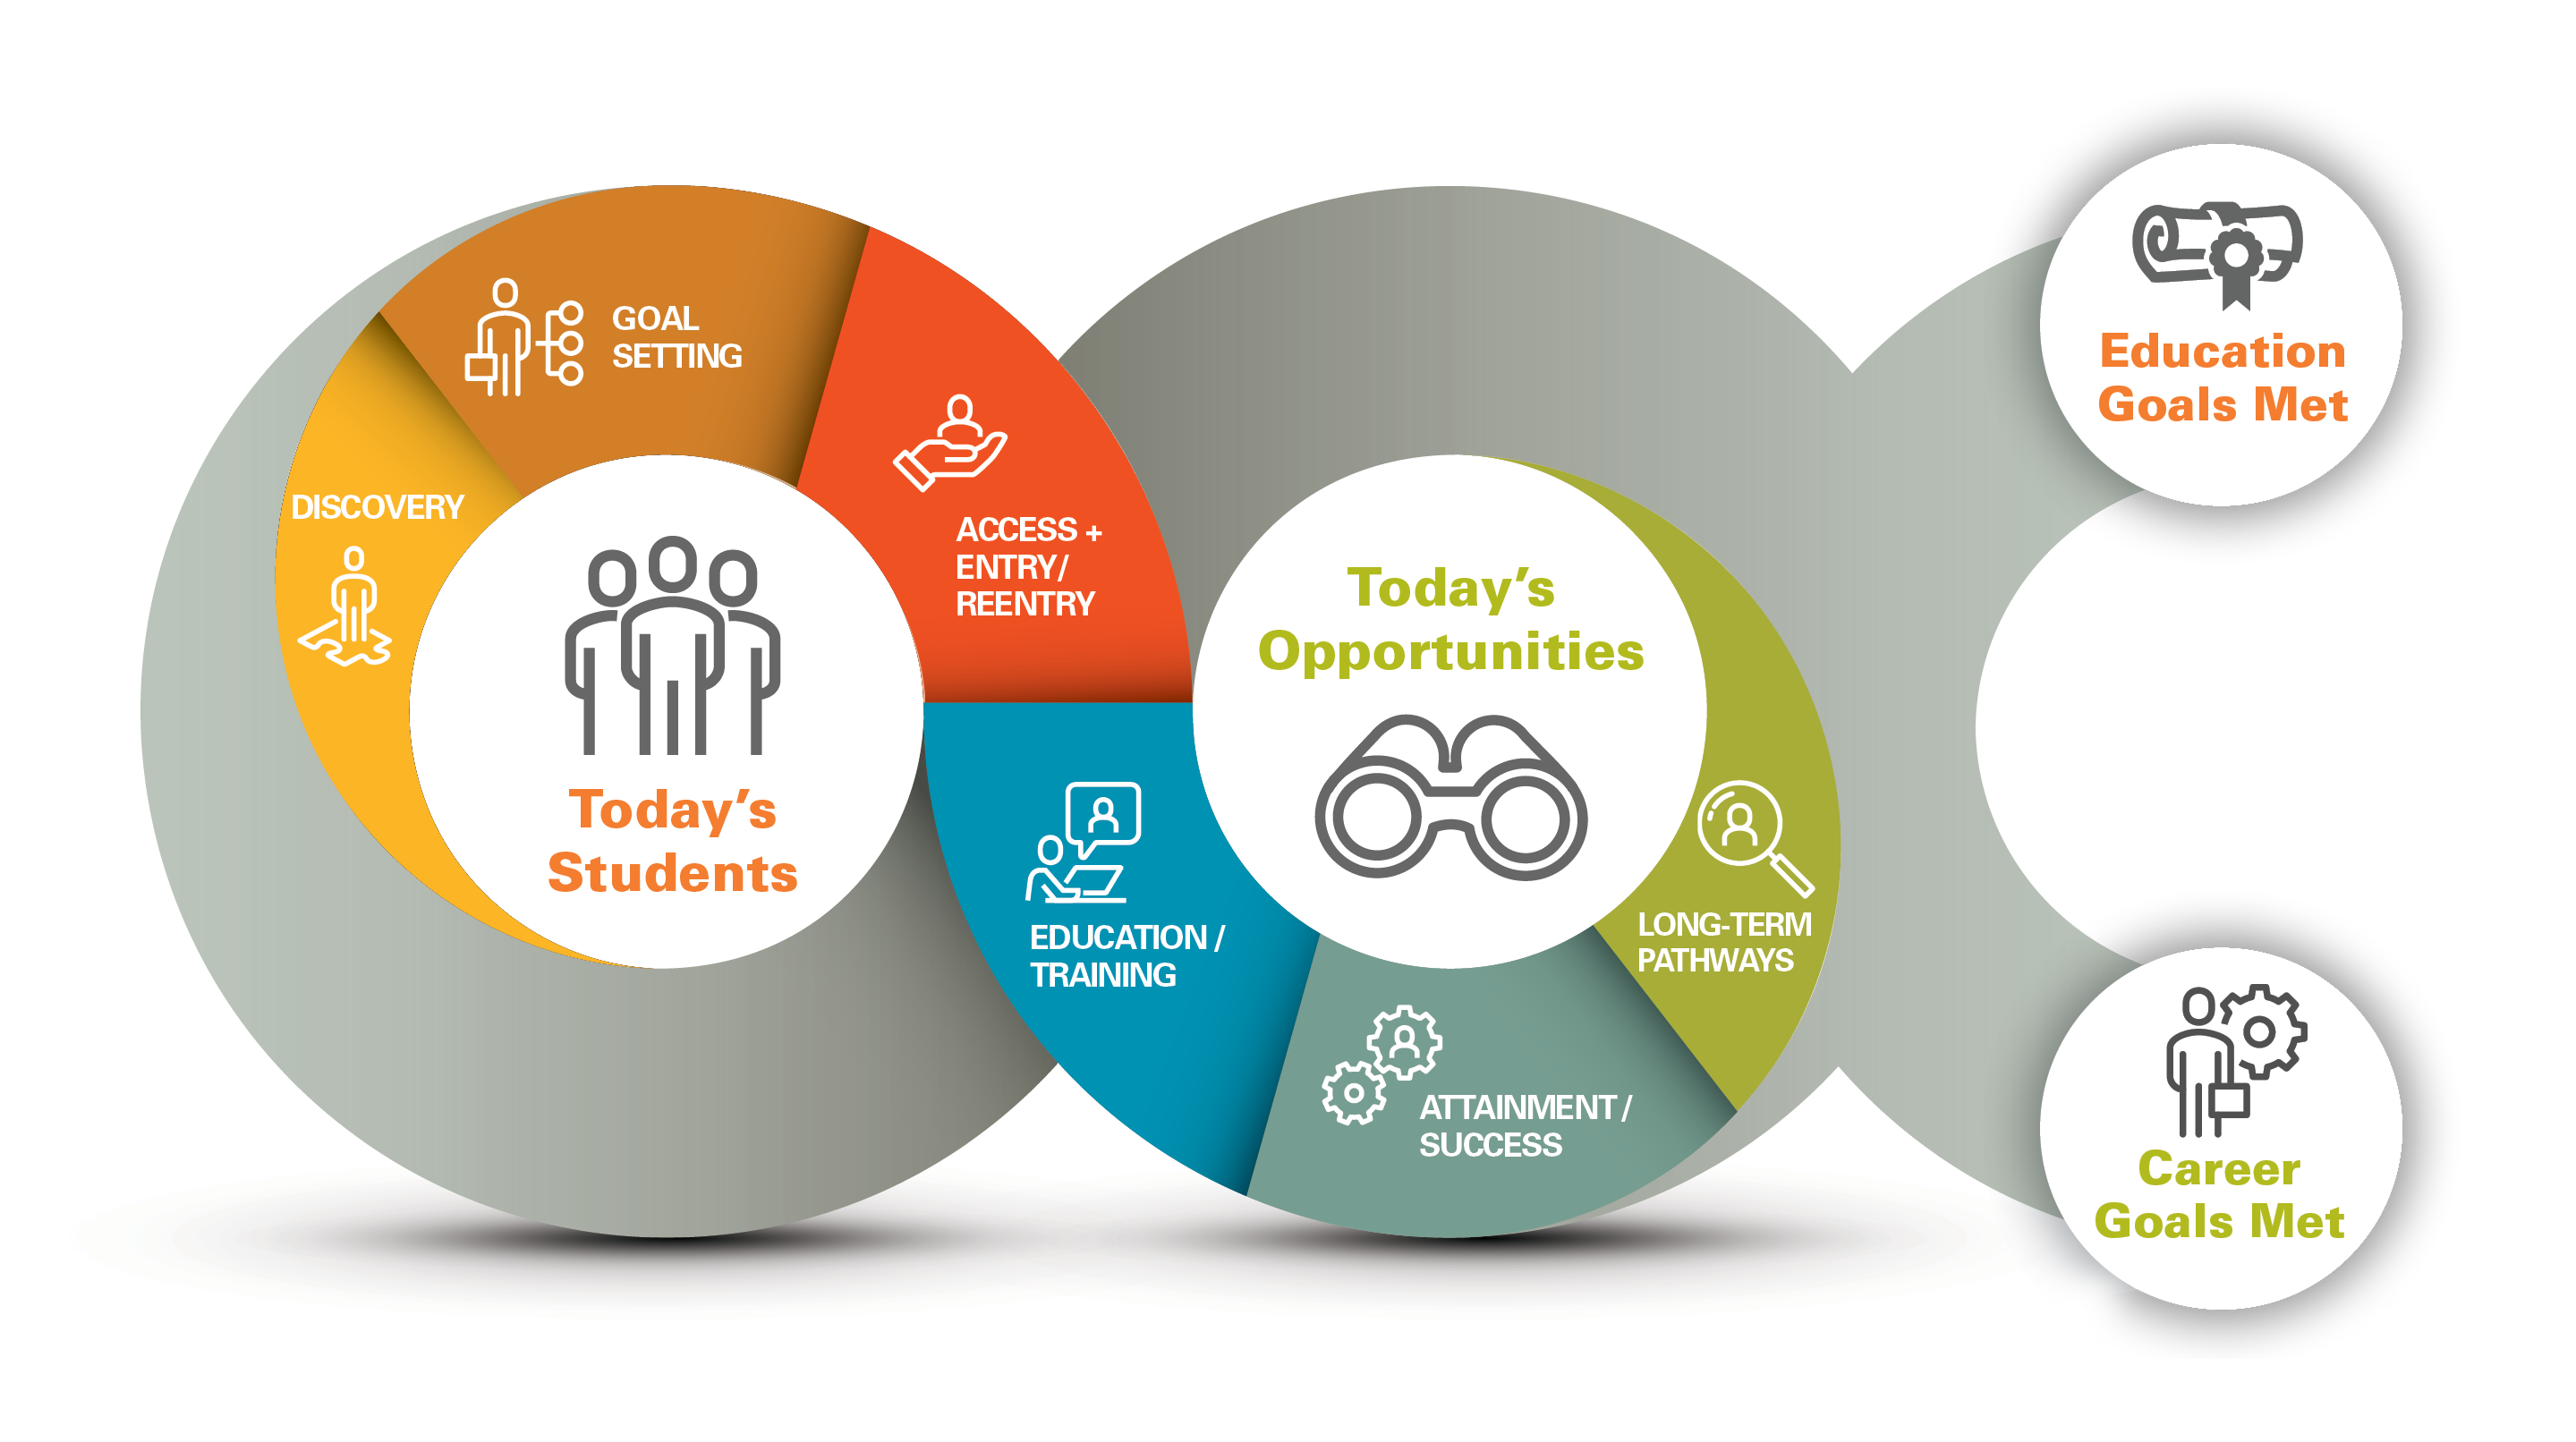 GOAL
SETTING
DISCOVERY
ACCESS +
ENTRY/
REENTRY
Today’s
Students
Today’s
Opportunities
EDUCATION /
TRAINING
ATTAINMENT /
SUCCESS
LONG-TERM
PATHWAYS
Education
Goals Met
Career
Goals Met